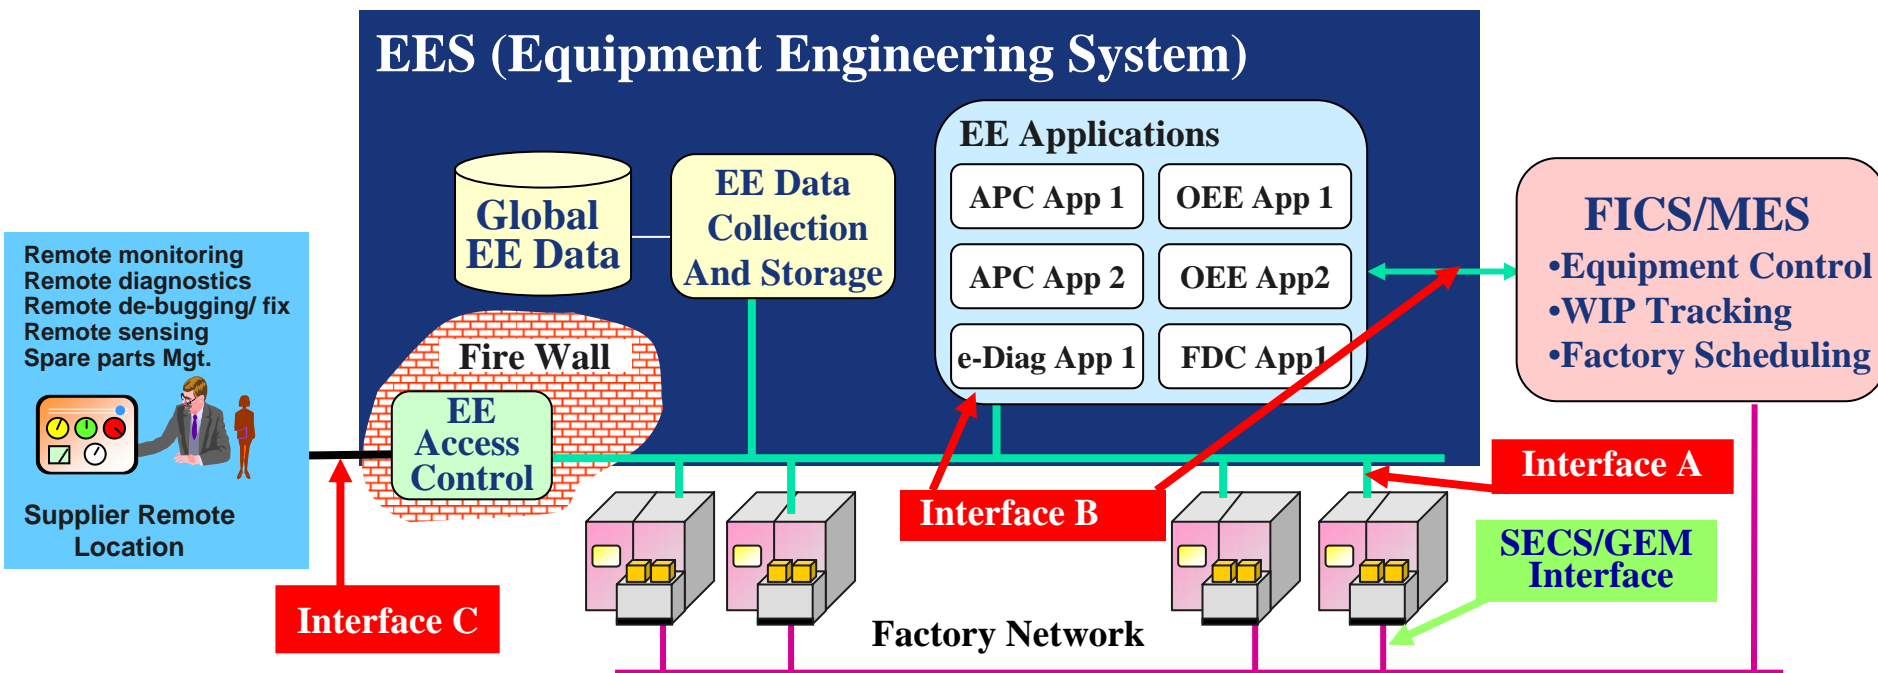 EES (Equipment Engineering System)
EE Applications
APC App 1
OEE App 1
APC App 2
OEE App2
e-Diag App 1
FDC App1
EE Data
Collection
And Storage
Global
EE Data
FICS/MES
•Equipment Control
•WIP Tracking
•Factory Scheduling
Remote monitoring
Remote diagnostics
Remote de-bugging/ fix
Remote sensing
Spare parts Mgt.
Supplier Remote
Location
Fire Wall
EE
Access
Control
Interface A
Interface B
SECS/GEM
Interface
Interface C
Factory Network